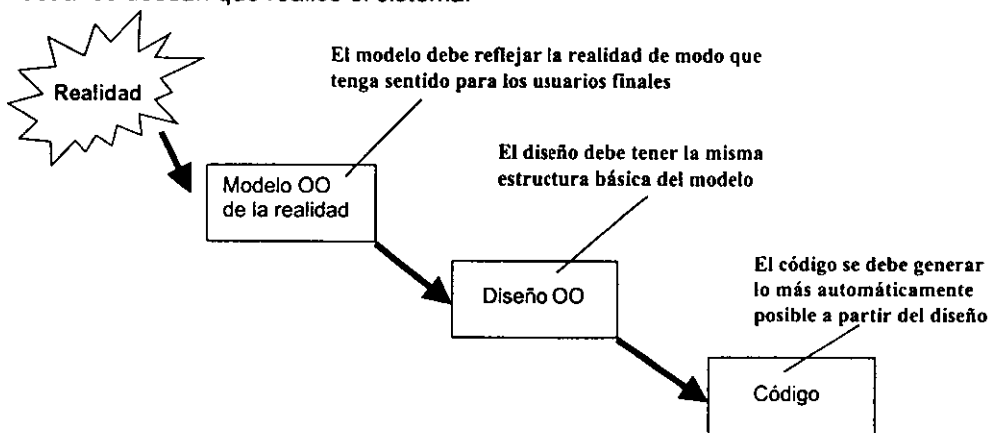 El modelo debe reflejar la realidad de modo que
tenga sentido para los usuarios finales
Realidad
El diseño debe tener la misma
estructura básica del modelo
Modelo OO
de la realidad
El código se debe generar
lo más automáticamente
posible a partir del diseño
Diseño OO
Código